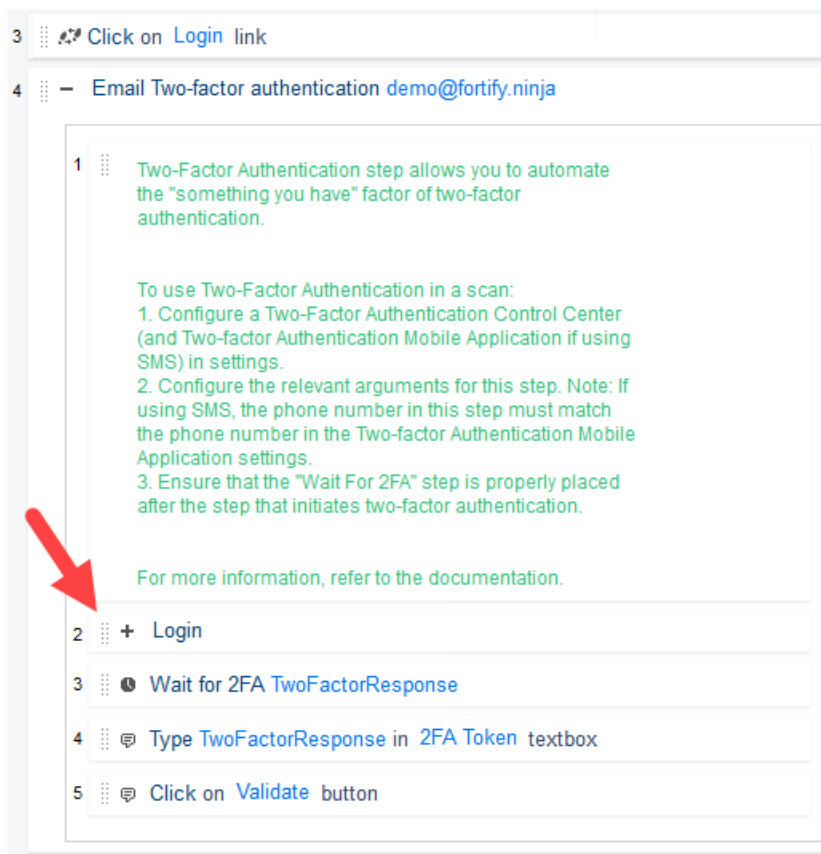 3 Click on Login link
4 Email Two-factor authentication demo@fortify.ninja
1 Two-Factor Authentication step allows you to automate
the "something you have" factor of two-factor
authentication.
To use Two-Factor Authentication in a scan:
1. Configure a Two-Factor Authentication Control Center
(and Two-factor Authentication Mobile Application if using
SMS) in settings.
2. Configure the relevant arguments for this step. Note: If
using SMS, the phone number in this step must match
the phone number in the Two-factor Authentication Mobile
Application settings.
3. Ensure that the "Wait For 2FA" step is properly placed
after the step that initiates two-factor authentication.
For more information, refer to the documentation.
2 Login
3 Wait for 2FA TwoFactorResponse
4 Type TwoFactorResponse in 2FA Token textbox
5 Click on Validate button